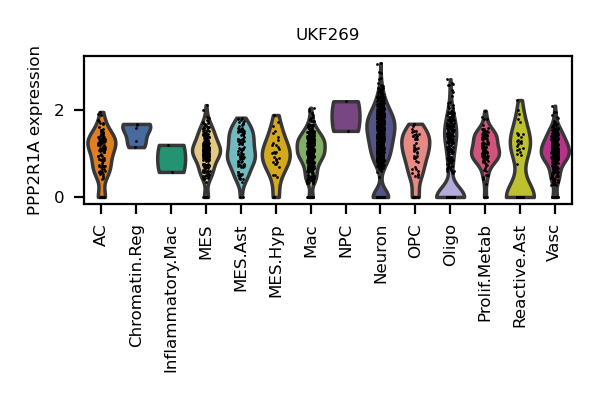 UKF269
PPP2R1A expression
2
0
AC
Chromatin.Reg
Inflammatory.Mac
MES
MES.Ast
MES.Hyp
Mac
NPC
Neuron
OPC
Oligo
Prolif.Metab
Reactive.Ast
Vasc